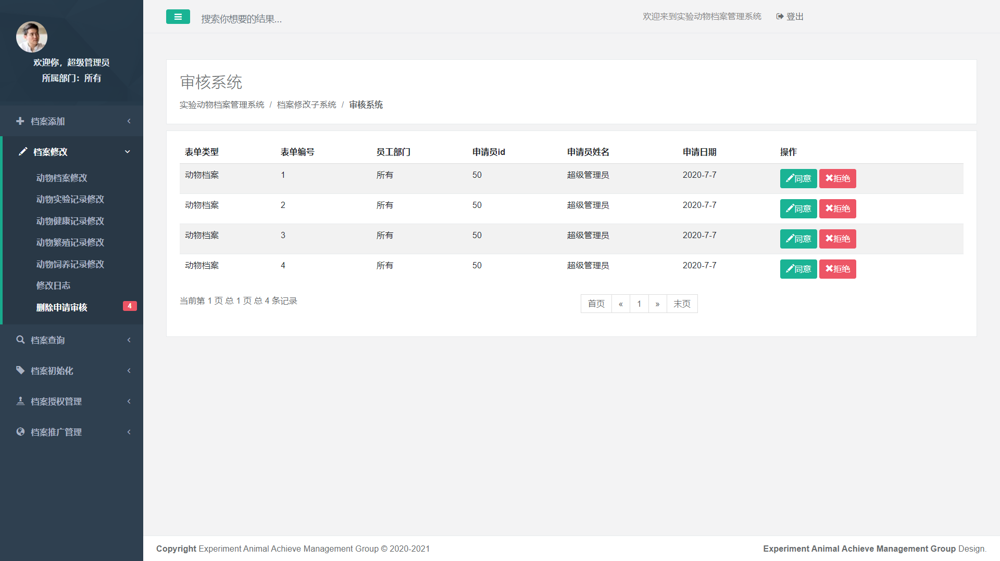 欢迎你，超级管理员
所属部门：所有
档案添加
档案修改
动物档案修改
动物实验记录修改
动物健康记录修改
动物繁殖记录修改
动物饲养记录修改
修改日志
删除申请审核 4
档案查询
档案初始化
档案授权管理
档案推广管理
搜索你想要的结果...
欢迎来到实验动物档案管理系统 登出
审核系统
实验动物档案管理系统 / 档案修改子系统 / 审核系统
表单类型 表单编号 员工部门 申请员id 申请员姓名 申请日期 操作
动物档案 1 所有 50 超级管理员 2020-7-7 同意 拒绝
动物档案 2 所有 50 超级管理员 2020-7-7 同意 拒绝
动物档案 3 所有 50 超级管理员 2020-7-7 同意 拒绝
动物档案 4 所有 50 超级管理员 2020-7-7 同意 拒绝
当前第 1 页 总 1 页 总 4 条记录
首页 « 1 » 末页
Copyright Experiment Animal Achieve Management Group © 2020-2021
Experiment Animal Achieve Management Group Design.